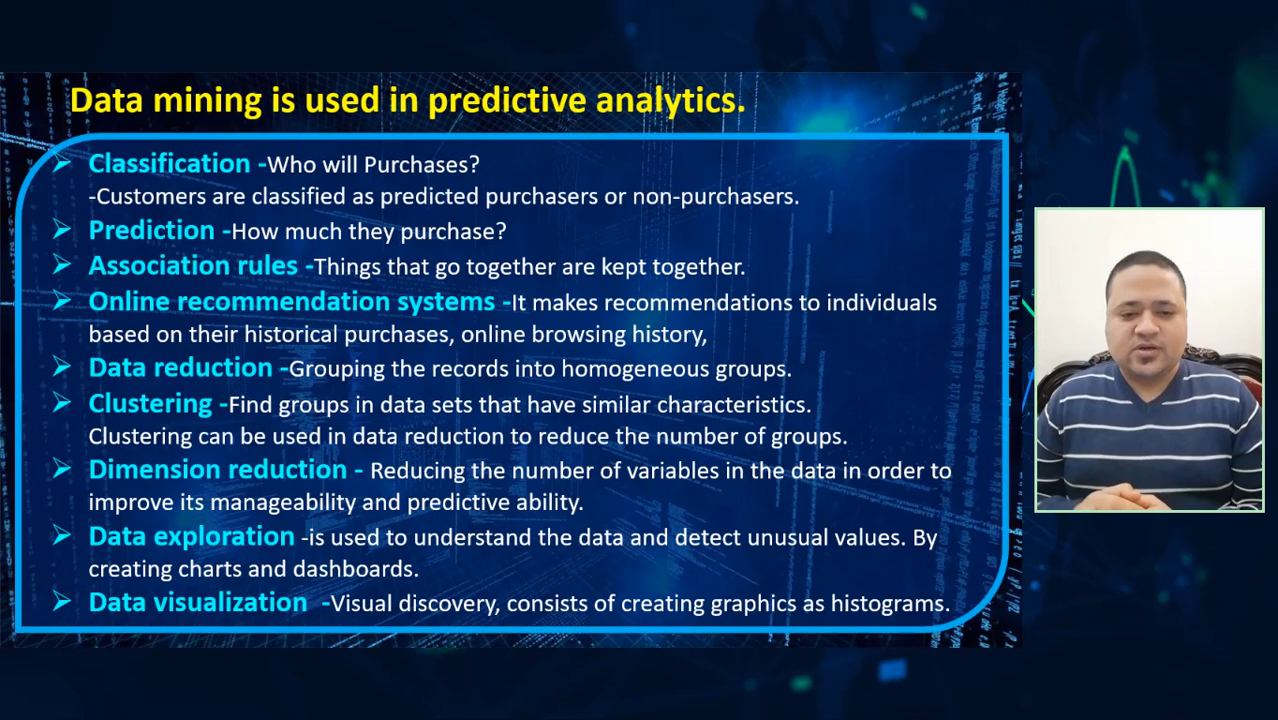 Data mining is used in predictive analytics.
➢ Classification -Who will Purchases?
-Customers are classified as predicted purchasers or non-purchasers.
➢ Prediction -How much they purchase?
➢ Association rules -Things that go together are kept together.
➢ Online recommendation systems -It makes recommendations to individuals
based on their historical purchases, online browsing history,
➢ Data reduction -Grouping the records into homogeneous groups.
➢ Clustering -Find groups in data sets that have similar characteristics.
Clustering can be used in data reduction to reduce the number of groups.
➢ Dimension reduction - Reducing the number of variables in the data in order to
improve its manageability and predictive ability.
➢ Data exploration -is used to understand the data and detect unusual values. By
creating charts and dashboards.
➢ Data visualization -Visual discovery, consists of creating graphics as histograms.